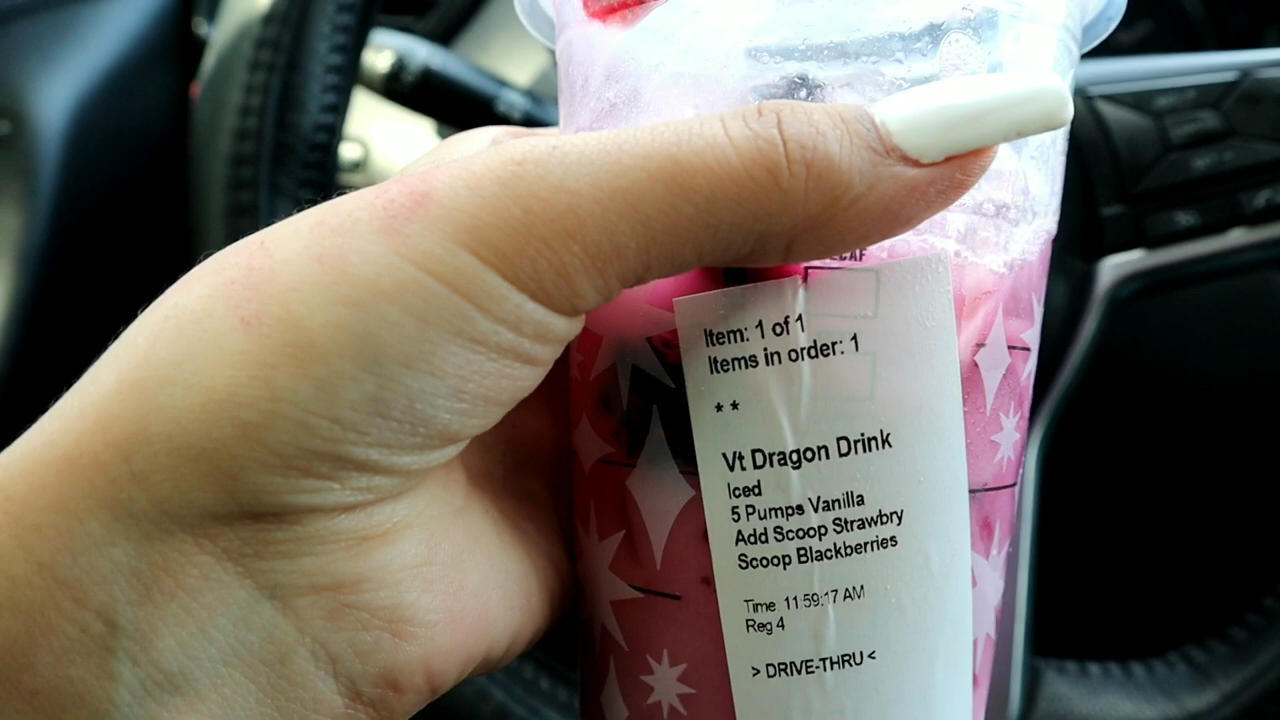 Item: 1 of 1
Items in order: 1
* *
Vt Dragon Drink
Iced
5 Pumps Vanilla
Add Scoop Strawbry
Scoop Blackberries
Time 11:59:17 AM
Reg 4
> DRIVE-THRU <